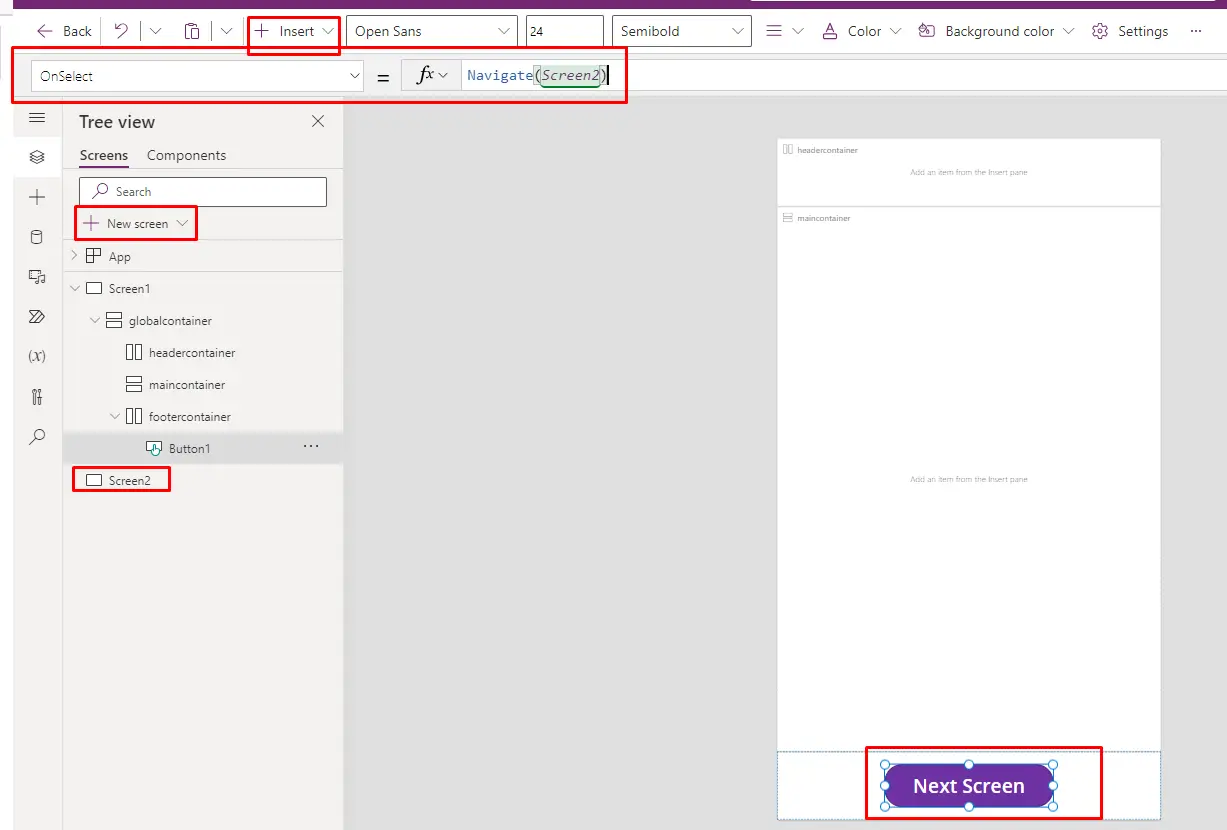 Back
Insert
Open Sans
24
Semibold
Color
Background color
Settings
OnSelect
=
fx
Navigate(Screen2)
Tree view
Screens
Components
Search
New screen
App
Screen1
globalcontainer
headercontainer
maincontainer
footercontainer
Button1
Screen2
(x)
headercontainer
Add an item from the Insert pane
maincontainer
Add an item from the Insert pane
Next Screen